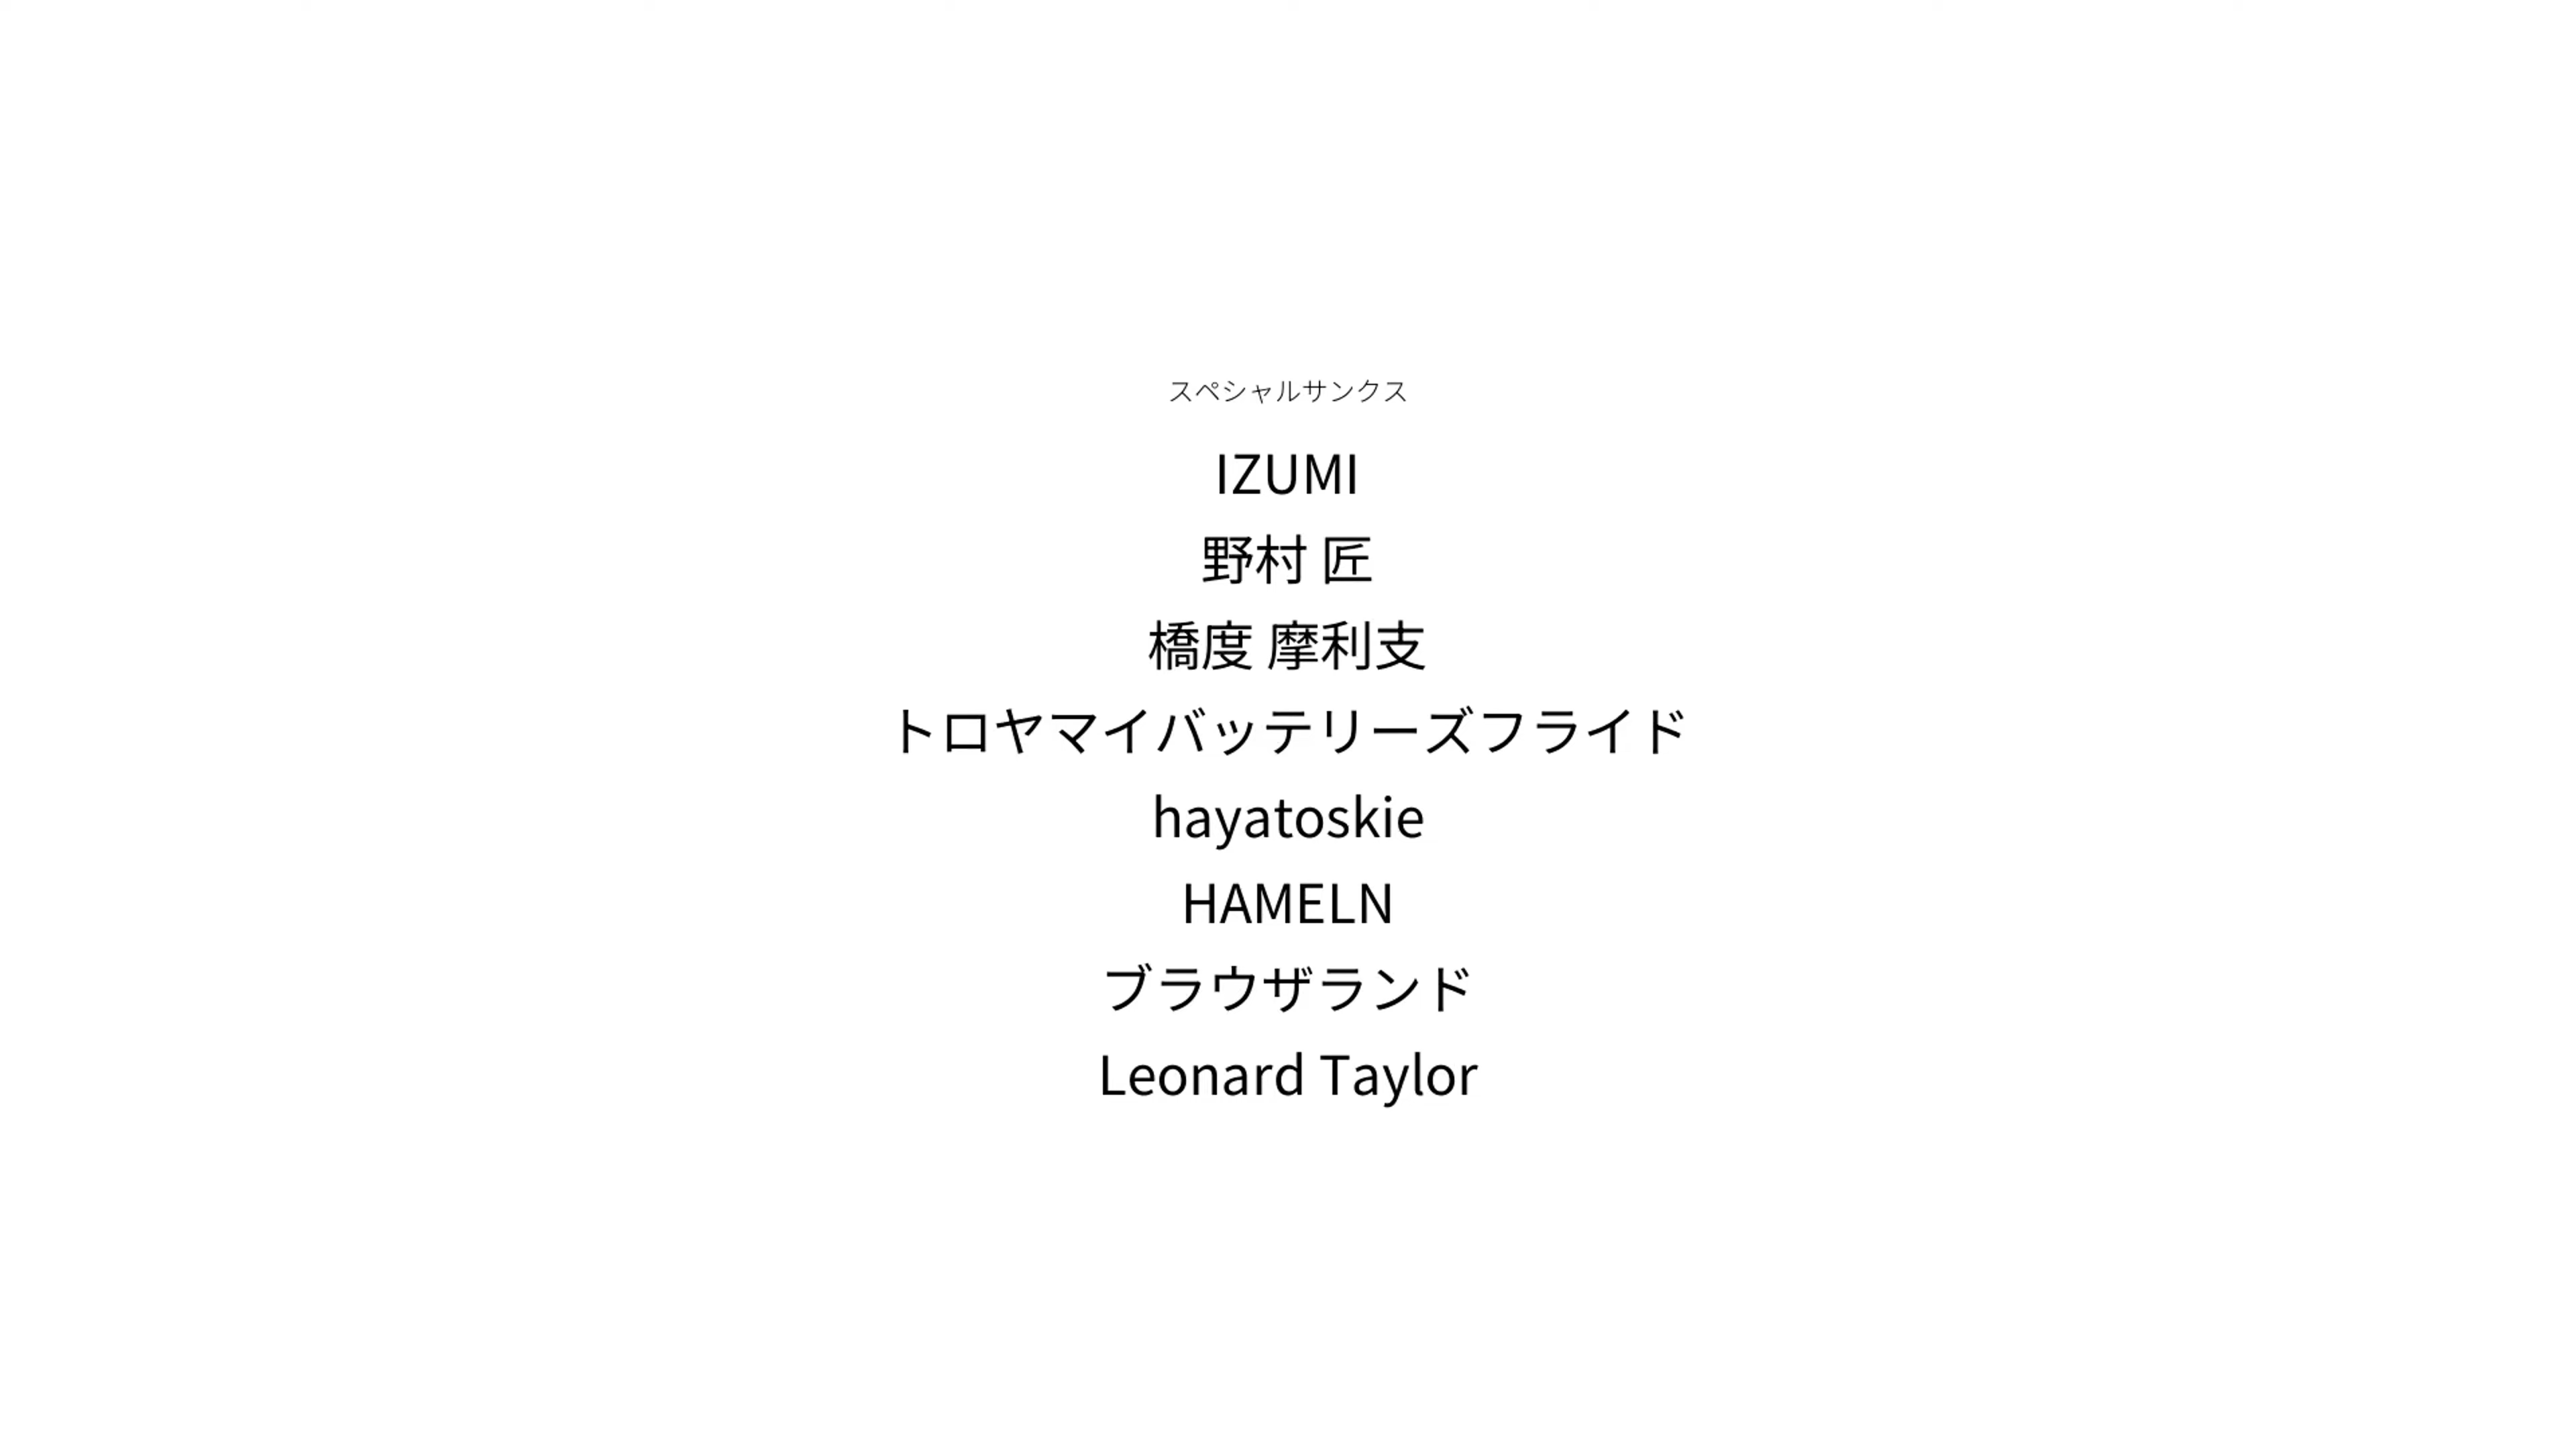 スペシャルサンクス
IZUMI
野村 匠
橋度 摩利支
トロヤマイバッテリーズフライド
hayatoskie
HAMELN
ブラウザランド
Leonard Taylor